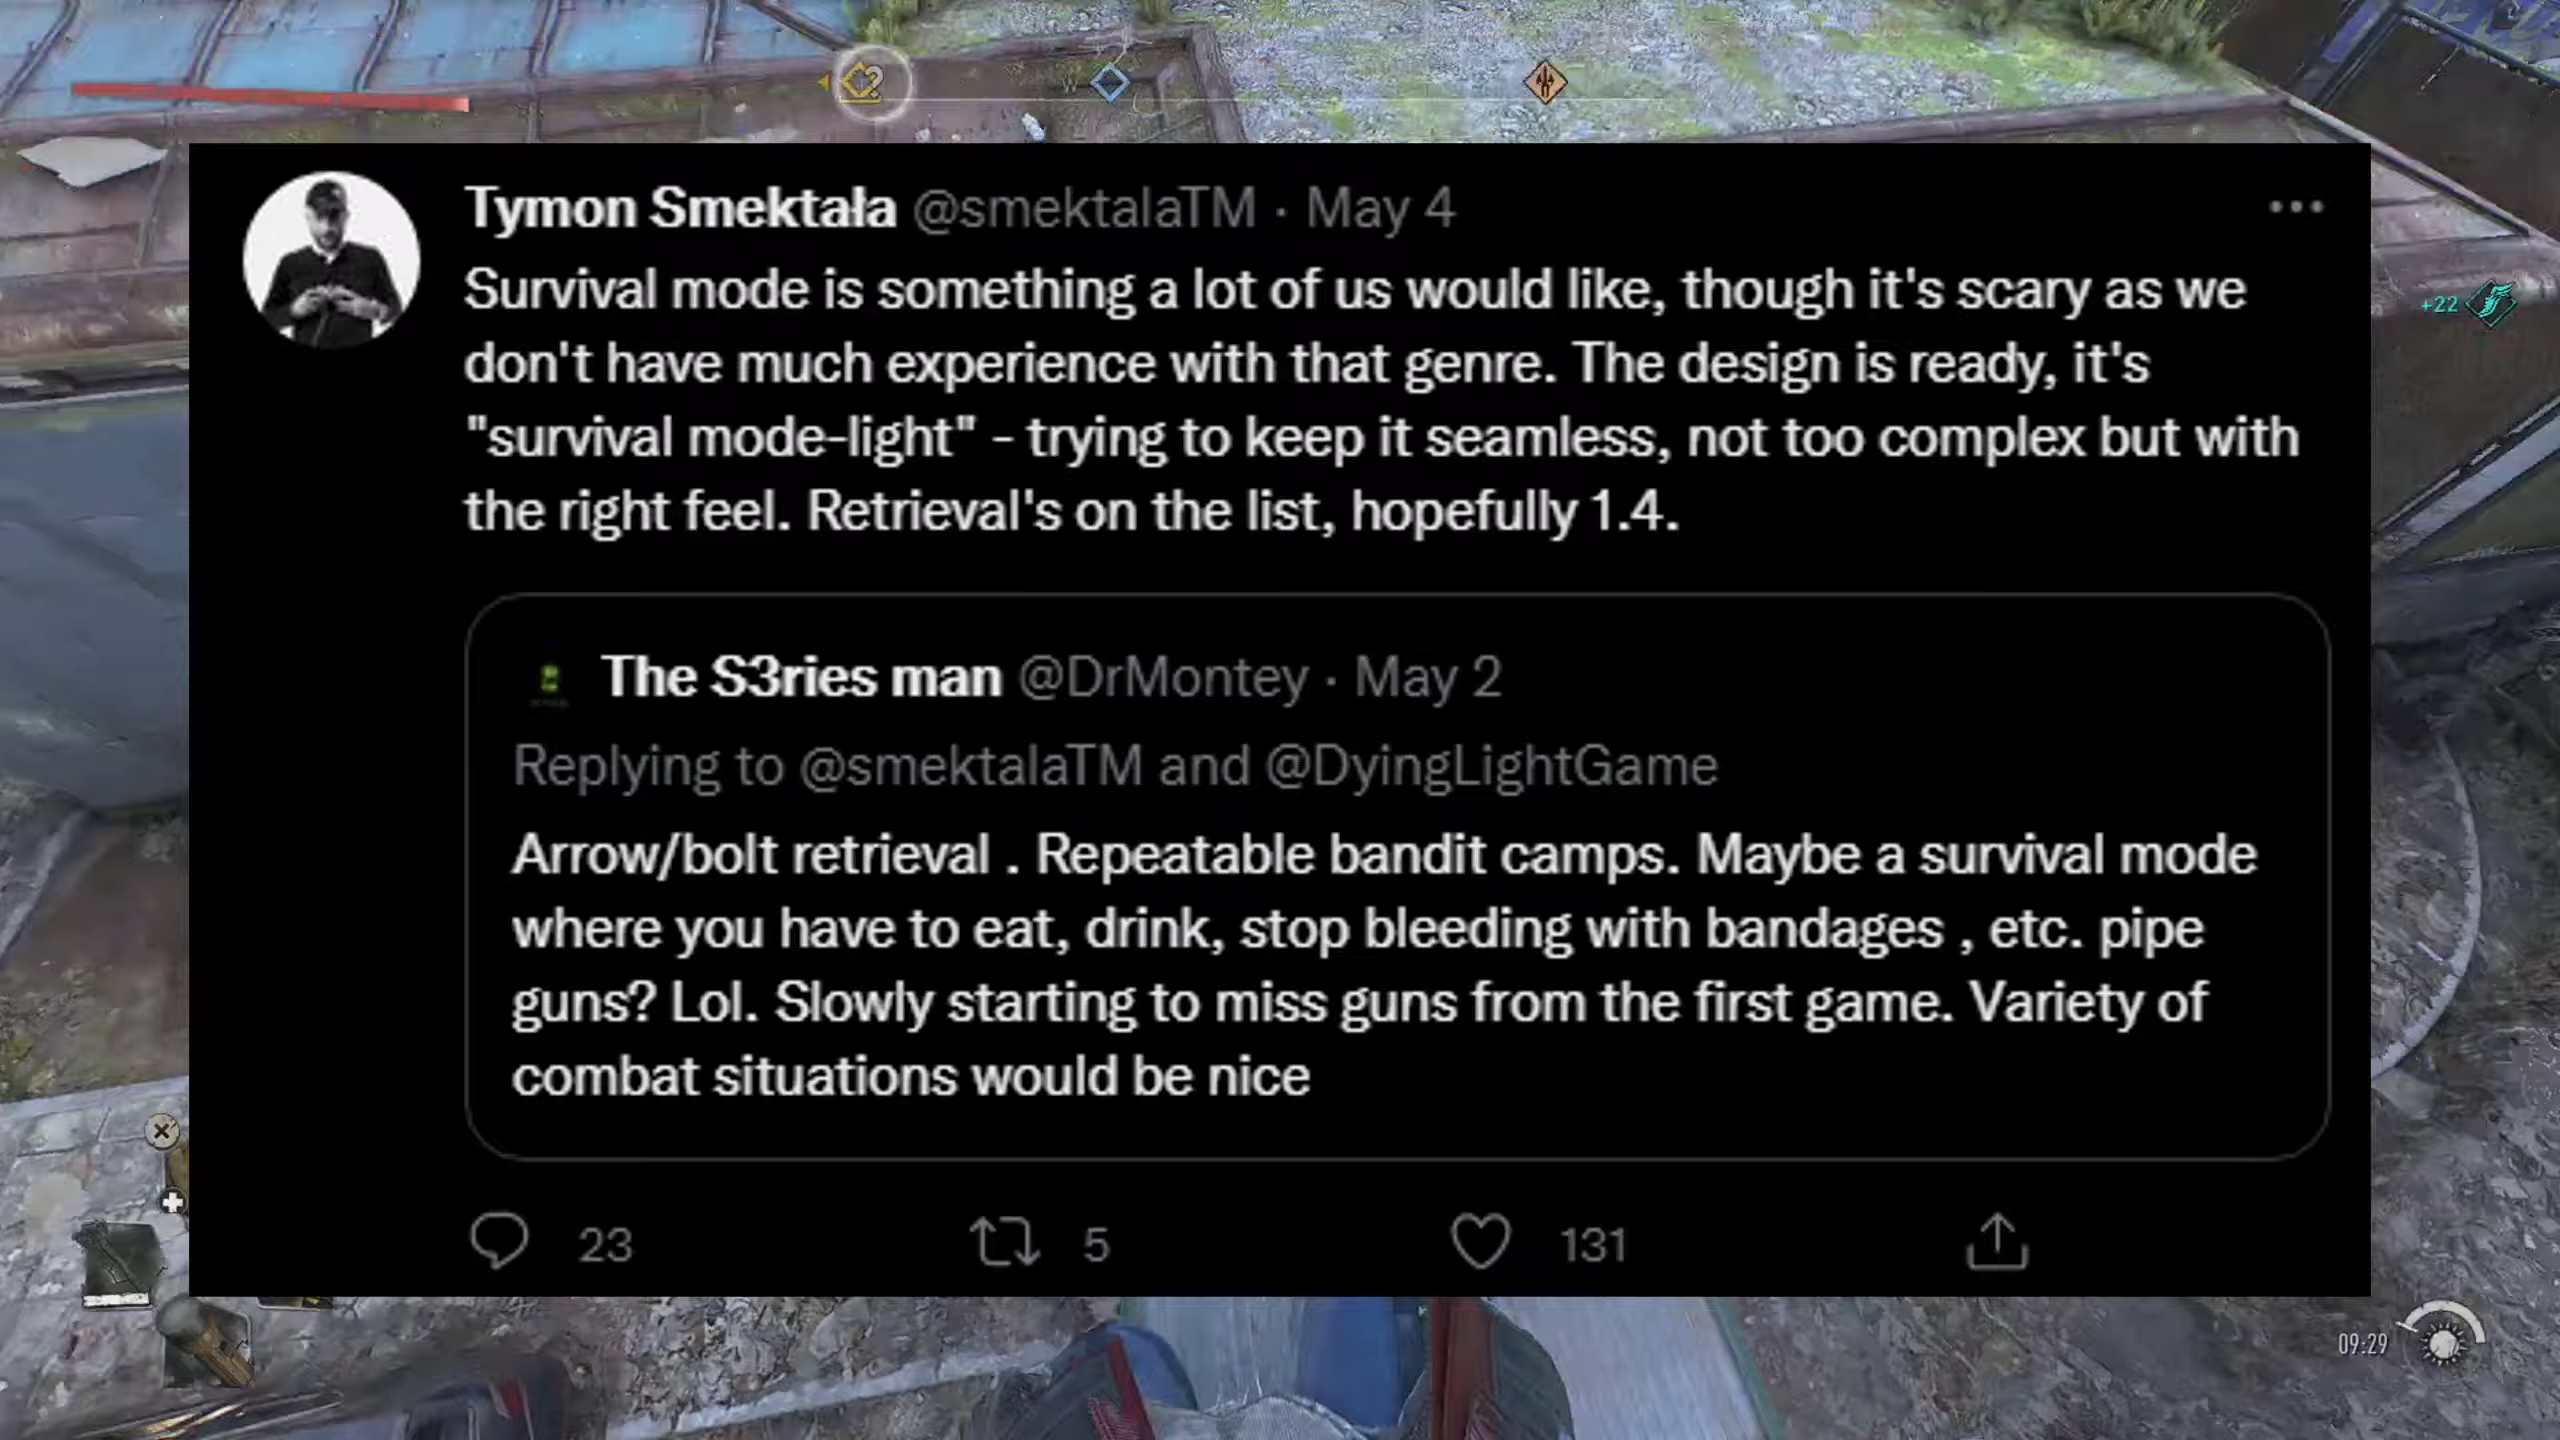 Tymon Smektała @smektalaTM · May 4
Survival mode is something a lot of us would like, though it's scary as we
don't have much experience with that genre. The design is ready, it's
"survival mode-light" - trying to keep it seamless, not too complex but with
the right feel. Retrieval's on the list, hopefully 1.4.
+22
The S3ries man @DrMontey · May 2
Replying to @smektalaTM and @DyingLightGame
Arrow/bolt retrieval . Repeatable bandit camps. Maybe a survival mode
where you have to eat, drink, stop bleeding with bandages , etc. pipe
guns? Lol. Slowly starting to miss guns from the first game. Variety of
combat situations would be nice
23 5 131
09:29